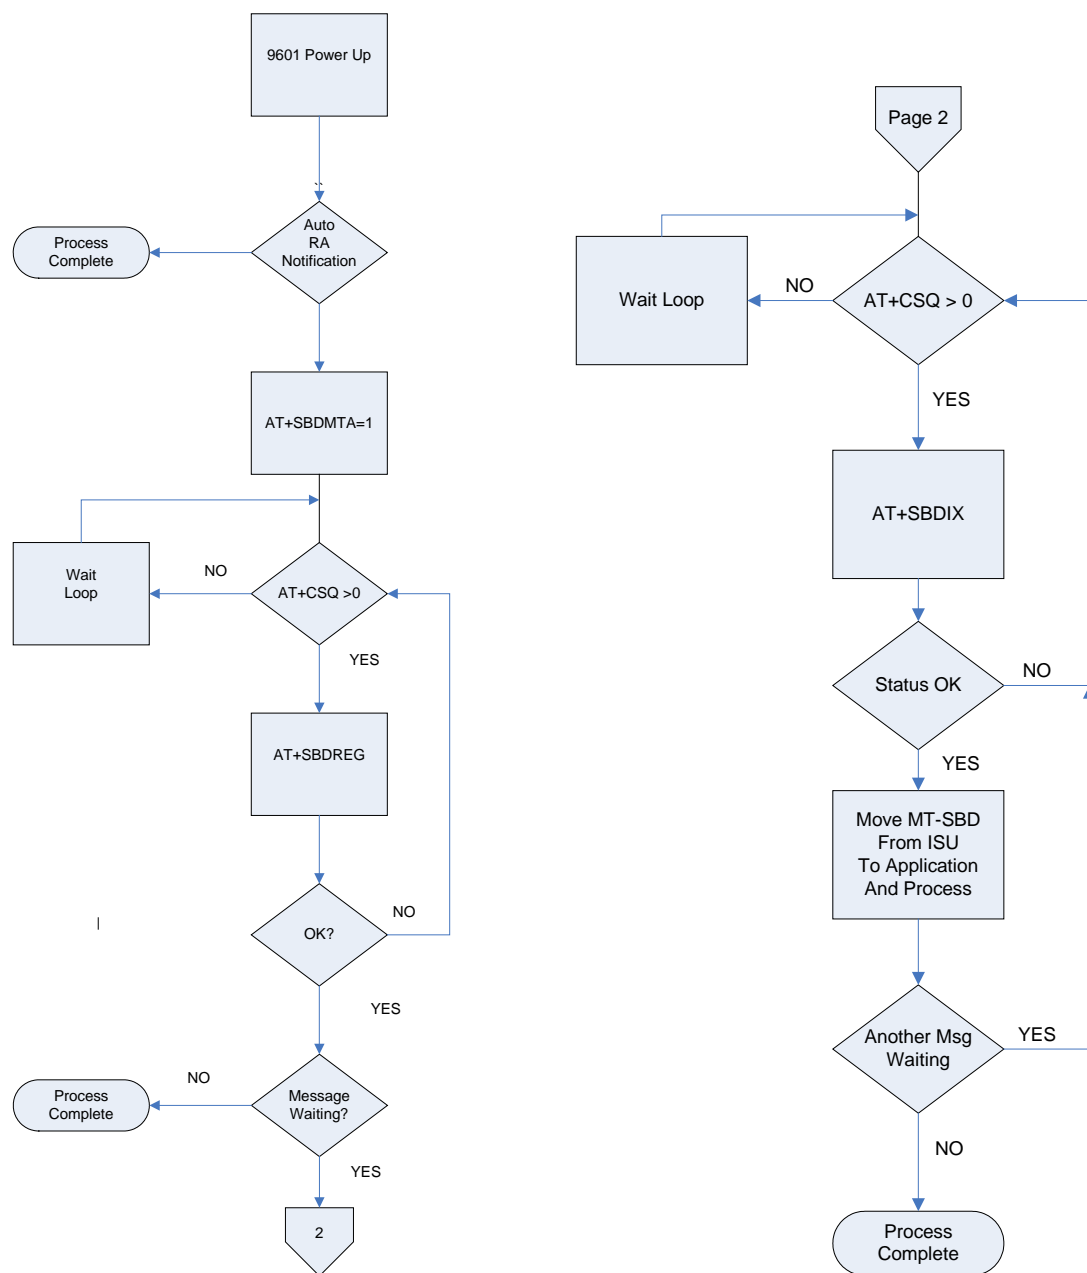 9601 Power Up
``
Auto
RA
Notification
Process
Complete
AT+SBDMTA=1
Wait
Loop
NO
AT+CSQ >0
YES
AT+SBDREG
OK?
NO
YES
|
Message
Waiting?
NO
Process
Complete
YES
2
Page 2
Wait Loop
NO
AT+CSQ > 0
YES
AT+SBDIX
Status OK
NO
YES
Move MT-SBD
From ISU
To Application
And Process
Another Msg
Waiting
YES
NO
Process
Complete